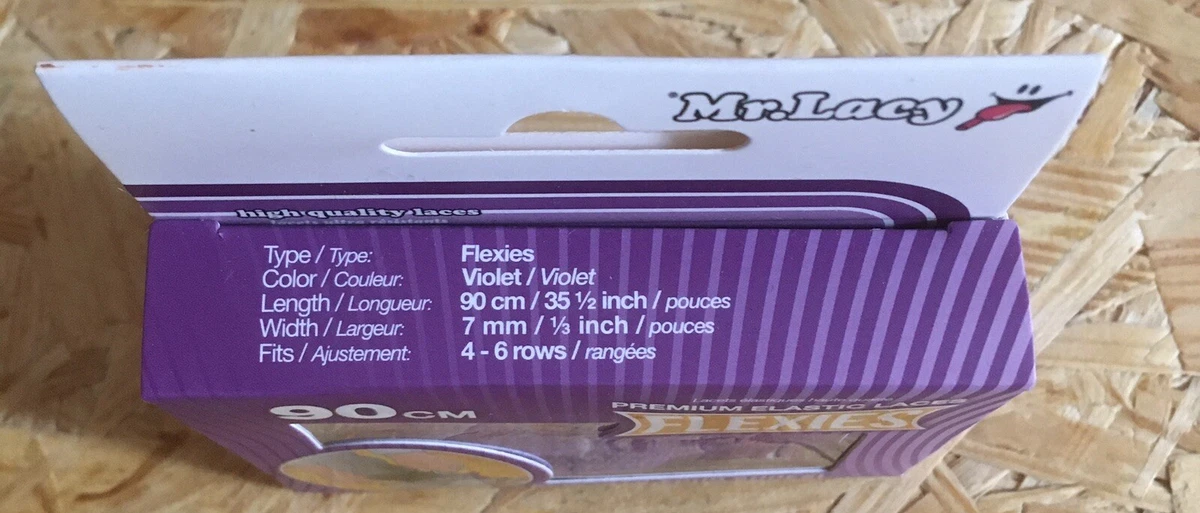 Mr.Lacy
high quality laces
Type / Type: Flexies
Color / Couleur: Violet / Violet
Length / Longueur: 90 cm / 35 ½ inch / pouces
Width / Largeur: 7 mm / ⅓ inch / pouces
Fits / Ajustement: 4 - 6 rows / rangées
90 CM
PREMIUM ELASTIC LACES
FLEXIES